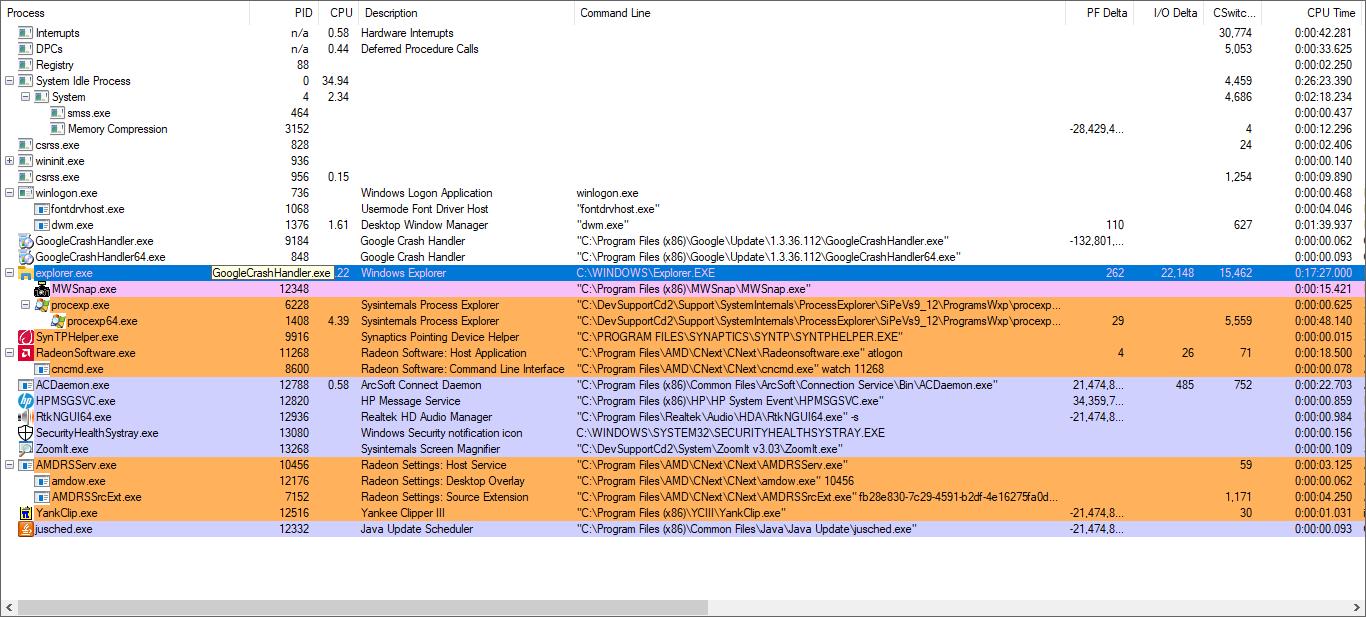 Process PID CPU Description Command Line PF Delta I/O Delta CSwitc... CPU Time
Interrupts n/a 0.58 Hardware Interrupts 30,774 0:00:42.281
DPCs n/a 0.44 Deferred Procedure Calls 5,053 0:00:33.625
Registry 88 0:00:02.250
System Idle Process 0 34.94 4,459 0:26:23.390
System 4 2.34 4,686 0:02:18.234
smss.exe 464 0:00:00.437
Memory Compression 3152 -28,429,4... 4 0:00:12.296
csrss.exe 828 24 0:00:02.406
wininit.exe 936 0:00:00.140
csrss.exe 956 0.15 1,254 0:00:09.890
winlogon.exe 736 Windows Logon Application winlogon.exe 0:00:00.468
fontdrvhost.exe 1068 Usermode Font Driver Host "fontdrvhost.exe" 0:00:04.046
dwm.exe 1376 1.61 Desktop Window Manager "dwm.exe" 110 627 0:01:39.937
GoogleCrashHandler.exe 9184 Google Crash Handler "C:\Program Files (x86)\Google\Update\1.3.36.112\GoogleCrashHandler.exe" -132,801,... 0:00:00.062
GoogleCrashHandler64.exe 848 Google Crash Handler "C:\Program Files (x86)\Google\Update\1.3.36.112\GoogleCrashHandler64.exe" 0:00:00.093
explorer.exe GoogleCrashHandler.exe .22 Windows Explorer C:\WINDOWS\Explorer.EXE 262 22,148 15,462 0:17:27.000
MWSnap.exe 12348 "C:\Program Files (x86)\MWSnap\MWSnap.exe" 0:00:15.421
procexp.exe 6228 Sysinternals Process Explorer "C:\DevSupportCd2\Support\SystemInternals\ProcessExplorer\SiPeVs9_12\ProgramsWxp\procexp... 0:00:00.625
procexp64.exe 1408 4.39 Sysinternals Process Explorer "C:\DevSupportCd2\Support\SystemInternals\ProcessExplorer\SiPeVs9_12\ProgramsWxp\procexp... 29 5,559 0:00:48.140
SynTPHelper.exe 9916 Synaptics Pointing Device Helper "C:\PROGRAM FILES\SYNAPTICS\SYNTP\SYNTPHELPER.EXE" 0:00:00.015
RadeonSoftware.exe 11268 Radeon Software: Host Application "C:\Program Files\AMD\CNext\CNext\Radeonsoftware.exe" atlogon 4 26 71 0:00:18.500
cncmd.exe 8600 Radeon Software: Command Line Interface "C:\Program Files\AMD\CNext\CNext\cncmd.exe" watch 11268 0:00:00.078
ACDaemon.exe 12788 0.58 ArcSoft Connect Daemon "C:\Program Files (x86)\Common Files\ArcSoft\Connection Service\Bin\ACDaemon.exe" 21,474,8... 485 752 0:00:22.703
HPMSGSVC.exe 12820 HP Message Service "C:\Program Files (x86)\HP\HP System Event\HPMSGSVC.exe" 34,359,7... 0:00:00.859
RtkNGUI64.exe 12936 Realtek HD Audio Manager "C:\Program Files\Realtek\Audio\HDA\RtkNGUI64.exe" -s -21,474,8... 0:00:00.984
SecurityHealthSystray.exe 13080 Windows Security notification icon C:\WINDOWS\SYSTEM32\SECURITYHEALTHSYSTRAY.EXE 0:00:00.156
ZoomIt.exe 13268 Sysinternals Screen Magnifier "C:\DevSupportCd2\System\ZoomIt v3.03\ZoomIt.exe" 0:00:00.109
AMDRSServ.exe 10456 Radeon Settings: Host Service "C:\Program Files\AMD\CNext\CNext\AMDRSServ.exe" 59 0:00:03.125
amdow.exe 12176 Radeon Settings: Desktop Overlay "C:\Program Files\AMD\CNext\CNext\amdow.exe" 10456 0:00:00.062
AMDRSSrcExt.exe 7152 Radeon Settings: Source Extension "C:\Program Files\AMD\CNext\CNext\AMDRSSrcExt.exe" fb28e830-7c29-4591-b2df-4e16275fa0d... 1,171 0:00:04.250
YankClip.exe 12516 Yankee Clipper III "C:\Program Files (x86)\YCIII\YankClip.exe" -21,474,8... 30 0:00:01.031
jusched.exe 12332 Java Update Scheduler "C:\Program Files (x86)\Common Files\Java\Java Update\jusched.exe" -21,474,8... 0:00:00.093